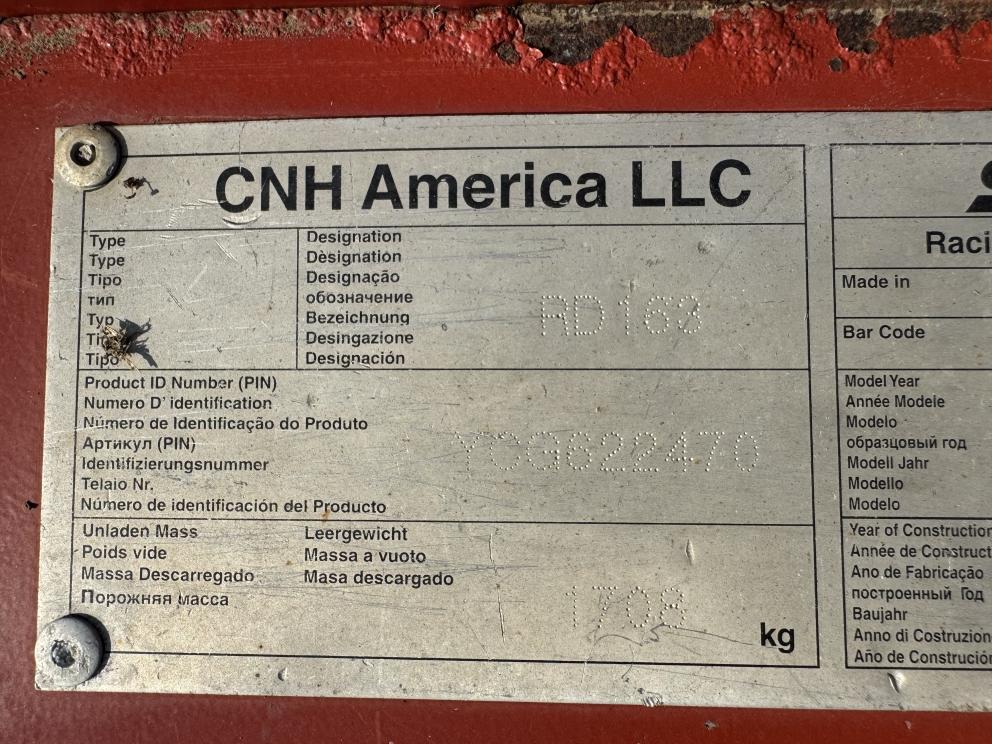 CNH America LLC
Type
Type
Tipo
тип
Typ
Tipo
Designation
Dèsignation
Designação
обозначение
Bezeichnung
Desingazione
Designación
RD163
Product ID Number (PIN)
Numero D' identification
Número de Identificação do Produto
Артикул (PIN)
Identifizierungsnummer
Telaio Nr.
Número de identificación del Producto
YCG622470
Unladen Mass
Poids vide
Massa Descarregado
Порожняя масса
Leergewicht
Massa a vuoto
Masa descargado
1708
kg
Raci
Made in
Bar Code
Model Year
Année Modele
Modelo
образцовый год
Modell Jahr
Modello
Modelo
Year of Construction
Année de Construct
Ano de Fabricação
построенный Год
Baujahr
Anno di Costruzion
Año de Construcción